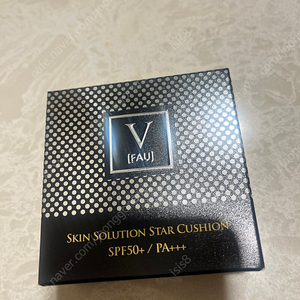 V
[FAU]
SKIN SOLUTION STAR CUSHION
SPF50+ / PA+++